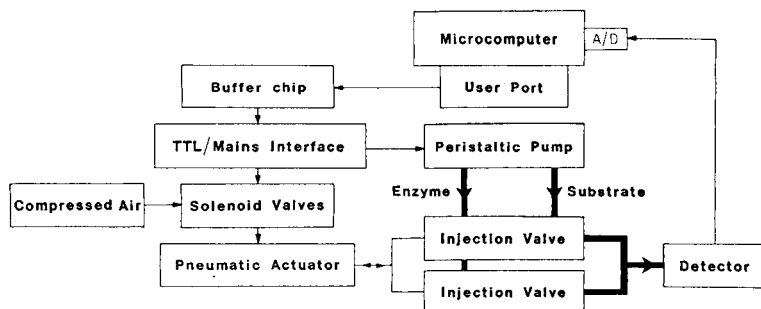 Microcomputer
A/D
Buffer chip
User Port
TTL/Mains Interface
Peristaltic Pump
Enzyme
Substrate
Compressed Air
Solenoid Valves
Injection Valve
Pneumatic Actuator
Detector
Injection Valve